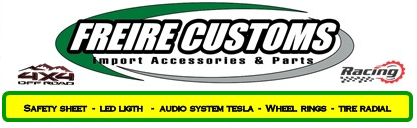 FREIRE CUSTOMS
Import Accessories & Parts
4X4
OFF ROAD
Racing
SAFETY SHEET - LED LIGTH - AUDIO SYSTEM TESLA - WHEEL RINGS - TIRE RADIAL